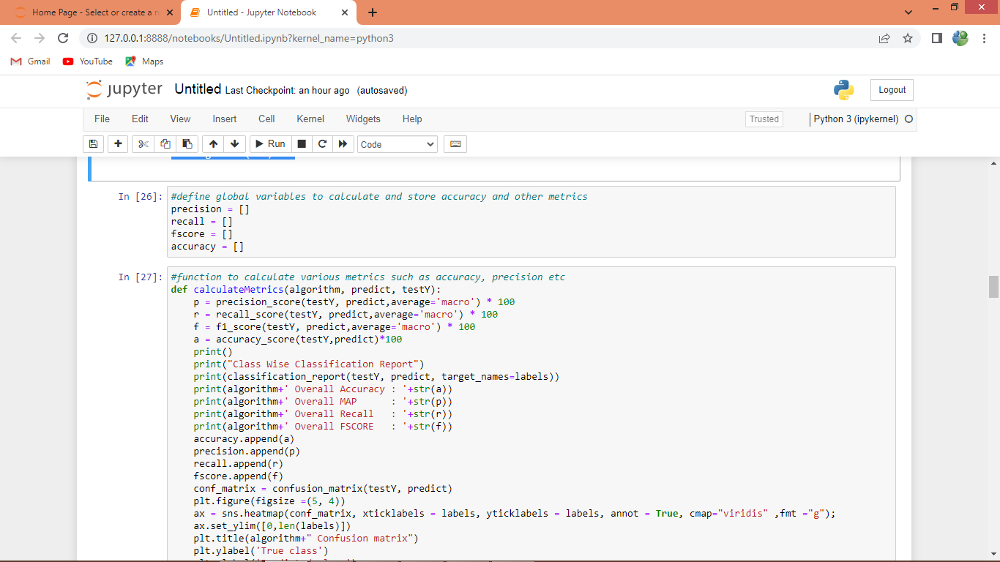 Home Page - Select or create a n
Untitled - Jupyter Notebook
127.0.0.1:8888/notebooks/Untitled.ipynb?kernel_name=python3
Gmail YouTube Maps
jupyter Untitled Last Checkpoint: an hour ago (autosaved)
Logout
File Edit View Insert Cell Kernel Widgets Help
Trusted
Python 3 (ipykernel)
Run
Code
In [26]:
#define global variables to calculate and store accuracy and other metrics
precision = []
recall = []
fscore = []
accuracy = []
In [27]:
#function to calculate various metrics such as accuracy, precision etc
def calculateMetrics(algorithm, predict, testY):
    p = precision_score(testY, predict,average='macro') * 100
    r = recall_score(testY, predict,average='macro') * 100
    f = f1_score(testY, predict,average='macro') * 100
    a = accuracy_score(testY,predict)*100
    print()
    print("Class Wise Classification Report")
    print(classification_report(testY, predict, target_names=labels))
    print(algorithm+' Overall Accuracy : '+str(a))
    print(algorithm+' Overall MAP      : '+str(p))
    print(algorithm+' Overall Recall   : '+str(r))
    print(algorithm+' Overall FSCORE   : '+str(f))
    accuracy.append(a)
    precision.append(p)
    recall.append(r)
    fscore.append(f)
    conf_matrix = confusion_matrix(testY, predict)
    plt.figure(figsize =(5, 4))
    ax = sns.heatmap(conf_matrix, xticklabels = labels, yticklabels = labels, annot = True, cmap="viridis" ,fmt ="g");
    ax.set_ylim([0,len(labels)])
    plt.title(algorithm+" Confusion matrix")
    plt.ylabel('True class')